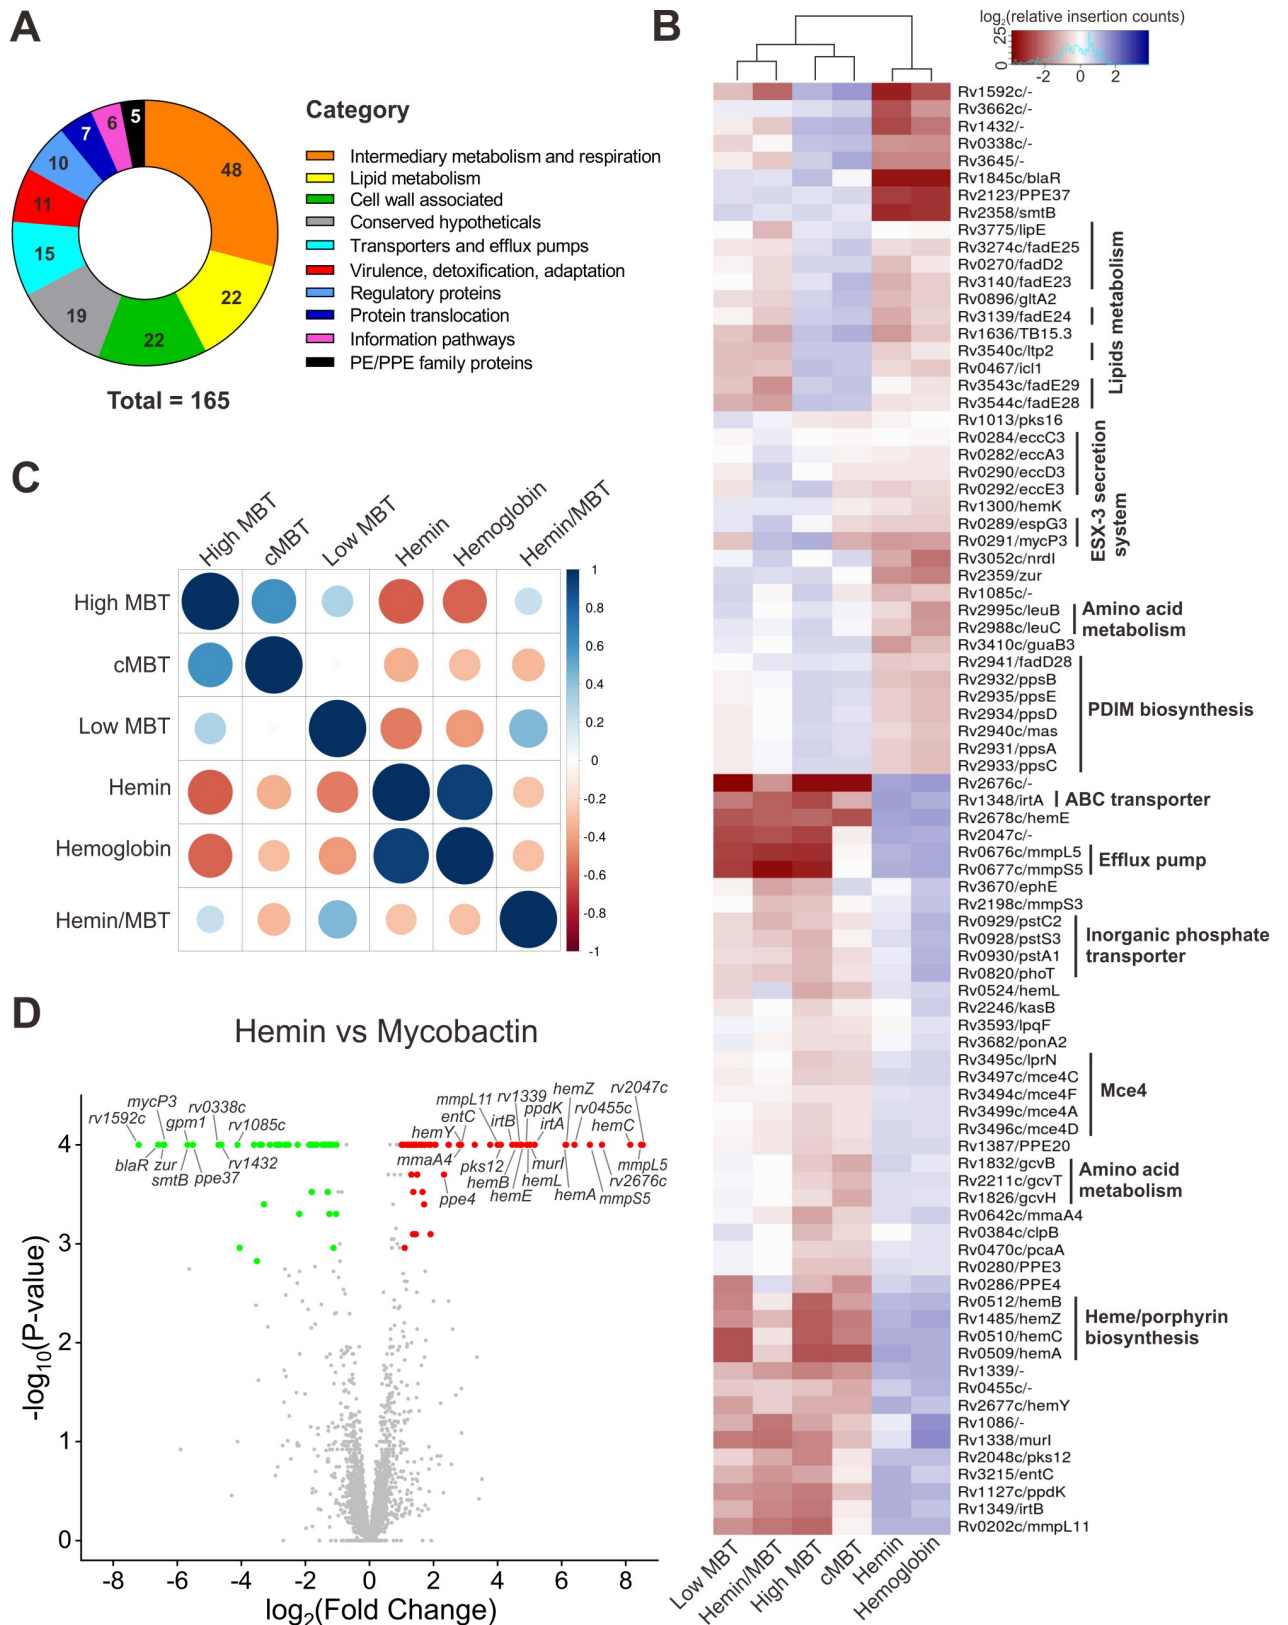 A
48
22
22
19
15
11
10
7
6
5
Total = 165
Category
Intermediary metabolism and respiration
Lipid metabolism
Cell wall associated
Conserved hypotheticals
Transporters and efflux pumps
Virulence, detoxification, adaptation
Regulatory proteins
Protein translocation
Information pathways
PE/PPE family proteins
B
log2(relative insertion counts)
25
0
-2 0 2
Rv1592c/-
Rv3662c/-
Rv1432/-
Rv0338c/-
Rv3645/-
Rv1845c/blaR
Rv2123/PPE37
Rv2358/smtB
Rv3775/lipE
Rv3274c/fadE25
Rv0270/fadD2
Rv3140/fadE23
Rv0896/gltA2
Rv3139/fadE24
Rv1636/TB15.3
Rv3540c/ltp2
Rv0467/icl1
Rv3543c/fadE29
Rv3544c/fadE28
Rv1013/pks16
Rv0284/eccC3
Rv0282/eccA3
Rv0290/eccD3
Rv0292/eccE3
Rv1300/hemK
Rv0289/espG3
Rv0291/mycP3
Rv3052c/nrdI
Rv2359/zur
Rv1085c/-
Rv2995c/leuB
Rv2988c/leuC
Rv3410c/guaB3
Rv2941/fadD28
Rv2932/ppsB
Rv2935/ppsE
Rv2934/ppsD
Rv2940c/mas
Rv2931/ppsA
Rv2933/ppsC
Rv2676c/-
Rv1348/irtA
Rv2678c/hemE
Rv2047c/-
Rv0676c/mmpL5
Rv0677c/mmpS5
Rv3670/ephE
Rv2198c/mmpS3
Rv0929/pstC2
Rv0928/pstS3
Rv0930/pstA1
Rv0820/phoT
Rv0524/hemL
Rv2246/kasB
Rv3593/lpqF
Rv3682/ponA2
Rv3495c/lprN
Rv3497c/mce4C
Rv3494c/mce4F
Rv3499c/mce4A
Rv3496c/mce4D
Rv1387/PPE20
Rv1832/gcvB
Rv2211c/gcvT
Rv1826/gcvH
Rv0642c/mmaA4
Rv0384c/clpB
Rv0470c/pcaA
Rv0280/PPE3
Rv0286/PPE4
Rv0512/hemB
Rv1485/hemZ
Rv0510/hemC
Rv0509/hemA
Rv1339/-
Rv0455c/-
Rv2677c/hemY
Rv1086/-
Rv1338/murI
Rv2048c/pks12
Rv3215/entC
Rv1127c/ppdK
Rv1349/irtB
Rv0202c/mmpL11
Lipids metabolism
ESX-3 secretion
system
Amino acid
metabolism
PDIM biosynthesis
ABC transporter
Efflux pump
Inorganic phosphate
transporter
Mce4
Amino acid
metabolism
Heme/porphyrin
biosynthesis
Low MBT
Hemin/MBT
High MBT
cMBT
Hemin
Hemoglobin
C
High MBT
cMBT
Low MBT
Hemin
Hemoglobin
Hemin/MBT
High MBT
cMBT
Low MBT
Hemin
Hemoglobin
Hemin/MBT
1
0.8
0.6
0.4
0.2
0
-0.2
-0.4
-0.6
-0.8
-1
D
Hemin vs Mycobactin
mycP3
rv1592c
gpm1
rv0338c
rv1085c
blaR
zur
smtB
ppe37
rv1432
hemY
entC
mmpL11
irtB
rv1339
ppdK
irtA
hemZ
rv0455c
hemC
rv2047c
mmaA4
ppe4
pks12
hemB
hemE
hemL
murI
hemA
mmpS5
rv2676c
mmpL5
4
3
2
1
0
-log10(P-value)
-8 -6 -4 -2 0 2 4 6 8
log2(Fold Change)